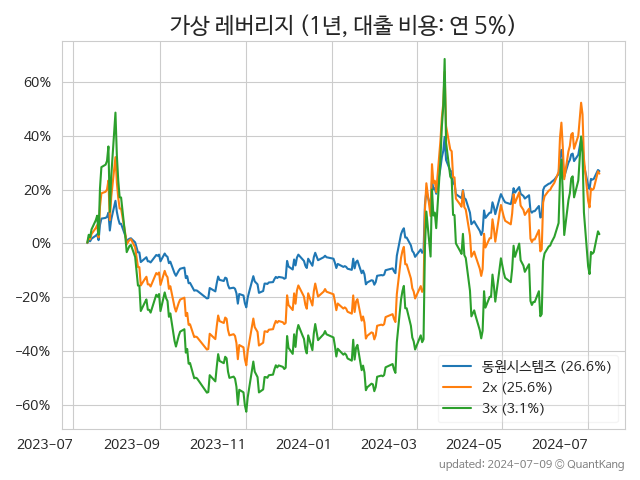 가상 레버리지 (1년, 대출 비용: 연 5%)
60%
40%
20%
0%
−20%
−40%
−60%
동원시스템즈 (26.6%)
2x (25.6%)
3x (3.1%)
2023-07 2023-09 2023-11 2024-01 2024-03 2024-05 2024-07
updated: 2024-07-09 © QuantKang